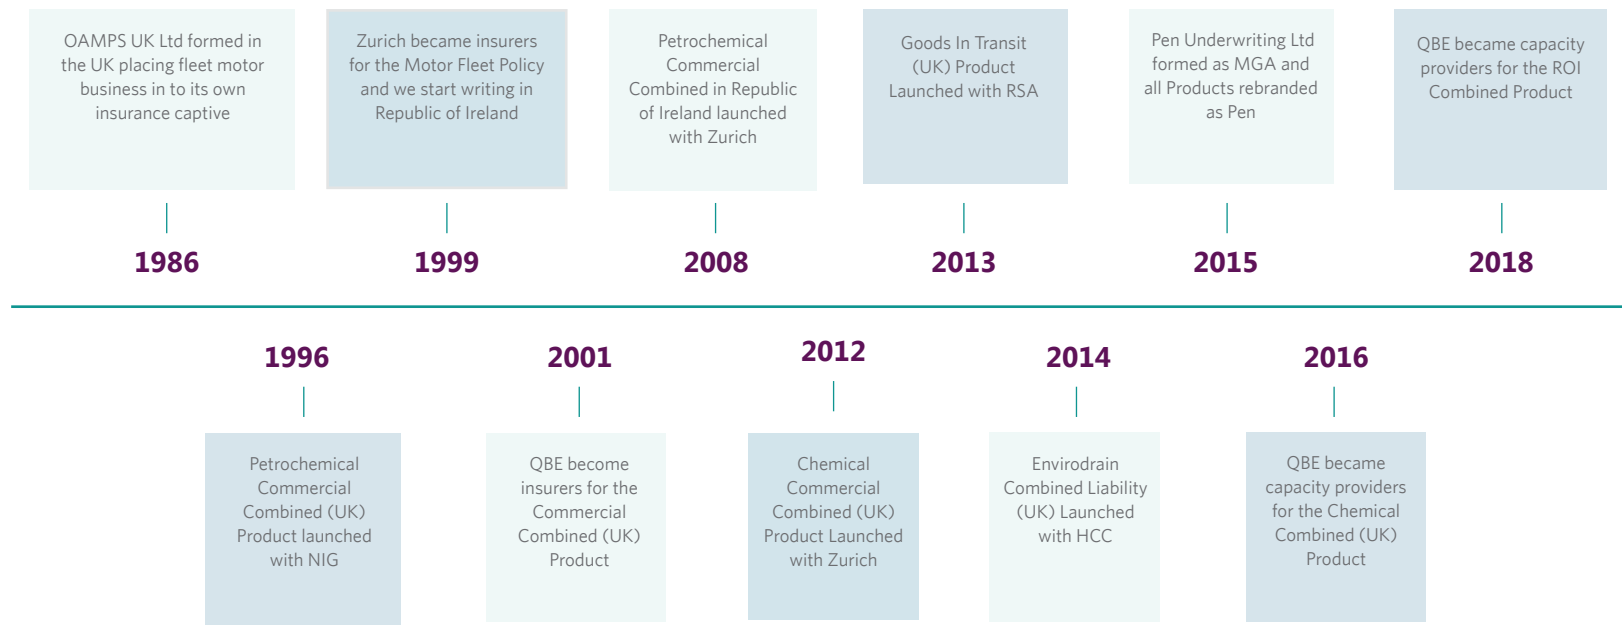 OAMPS UK Ltd formed in
the UK placing fleet motor
business in to its own
insurance captive
Zurich became insurers
for the Motor Fleet Policy
and we start writing in
Republic of Ireland
Petrochemical
Commercial
Combined in Republic
of Ireland launched
with Zurich
Goods In Transit
(UK) Product
Launched with RSA
Pen Underwriting Ltd
formed as MGA and
all Products rebranded
as Pen
QBE became capacity
providers for the ROI
Combined Product
1986
1999
2008
2013
2015
2018
1996
2001
2012
2014
2016
Petrochemical
Commercial
Combined (UK)
Product launched
with NIG
QBE become
insurers for the
Commercial
Combined (UK)
Product
Chemical
Commercial
Combined (UK)
Product Launched
with Zurich
Envirodrain
Combined Liability
(UK) Launched
with HCC
QBE became
capacity providers
for the Chemical
Combined (UK)
Product